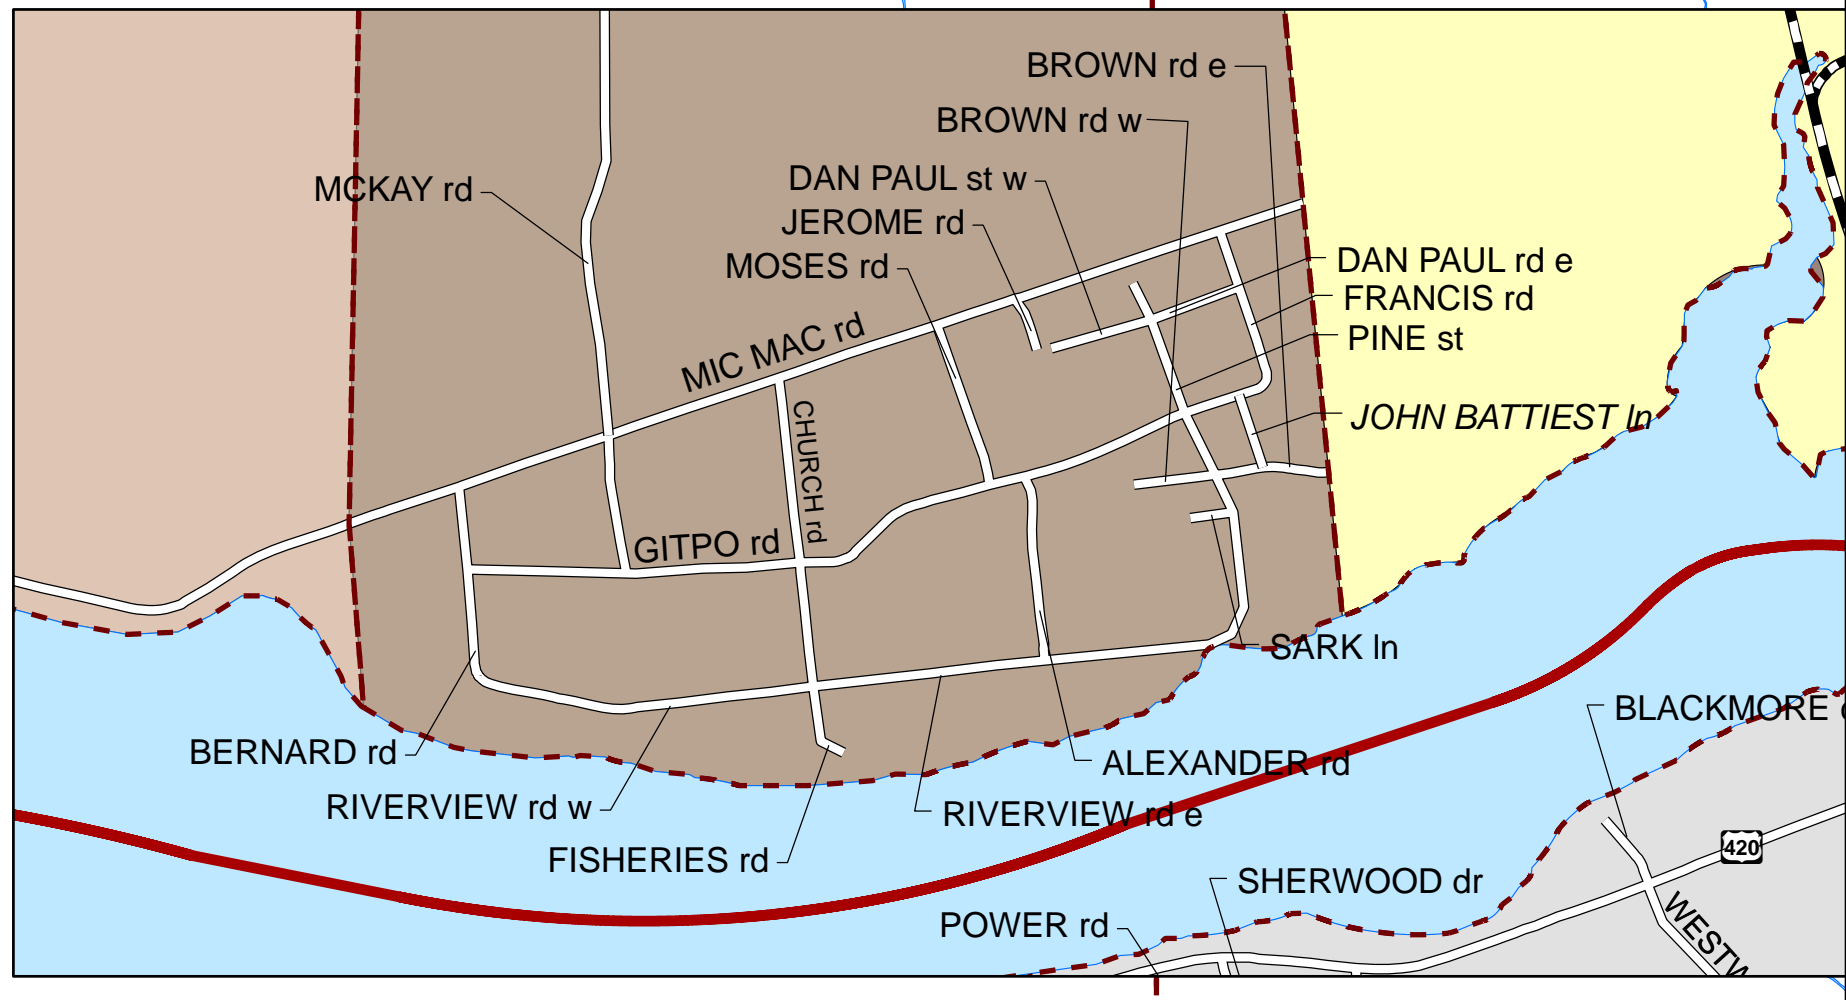 BROWN rd e
BROWN rd w
DAN PAUL st w
MCKAY rd
JEROME rd
MOSES rd
DAN PAUL rd e
FRANCIS rd
PINE st
MIC MAC rd
JOHN BATTIEST ln
CHURCH rd
GITPO rd
SARK ln
BLACKMORE
BERNARD rd
ALEXANDER rd
RIVERVIEW rd w
RIVERVIEW rd e
420
FISHERIES rd
SHERWOOD dr
POWER rd
WESTW